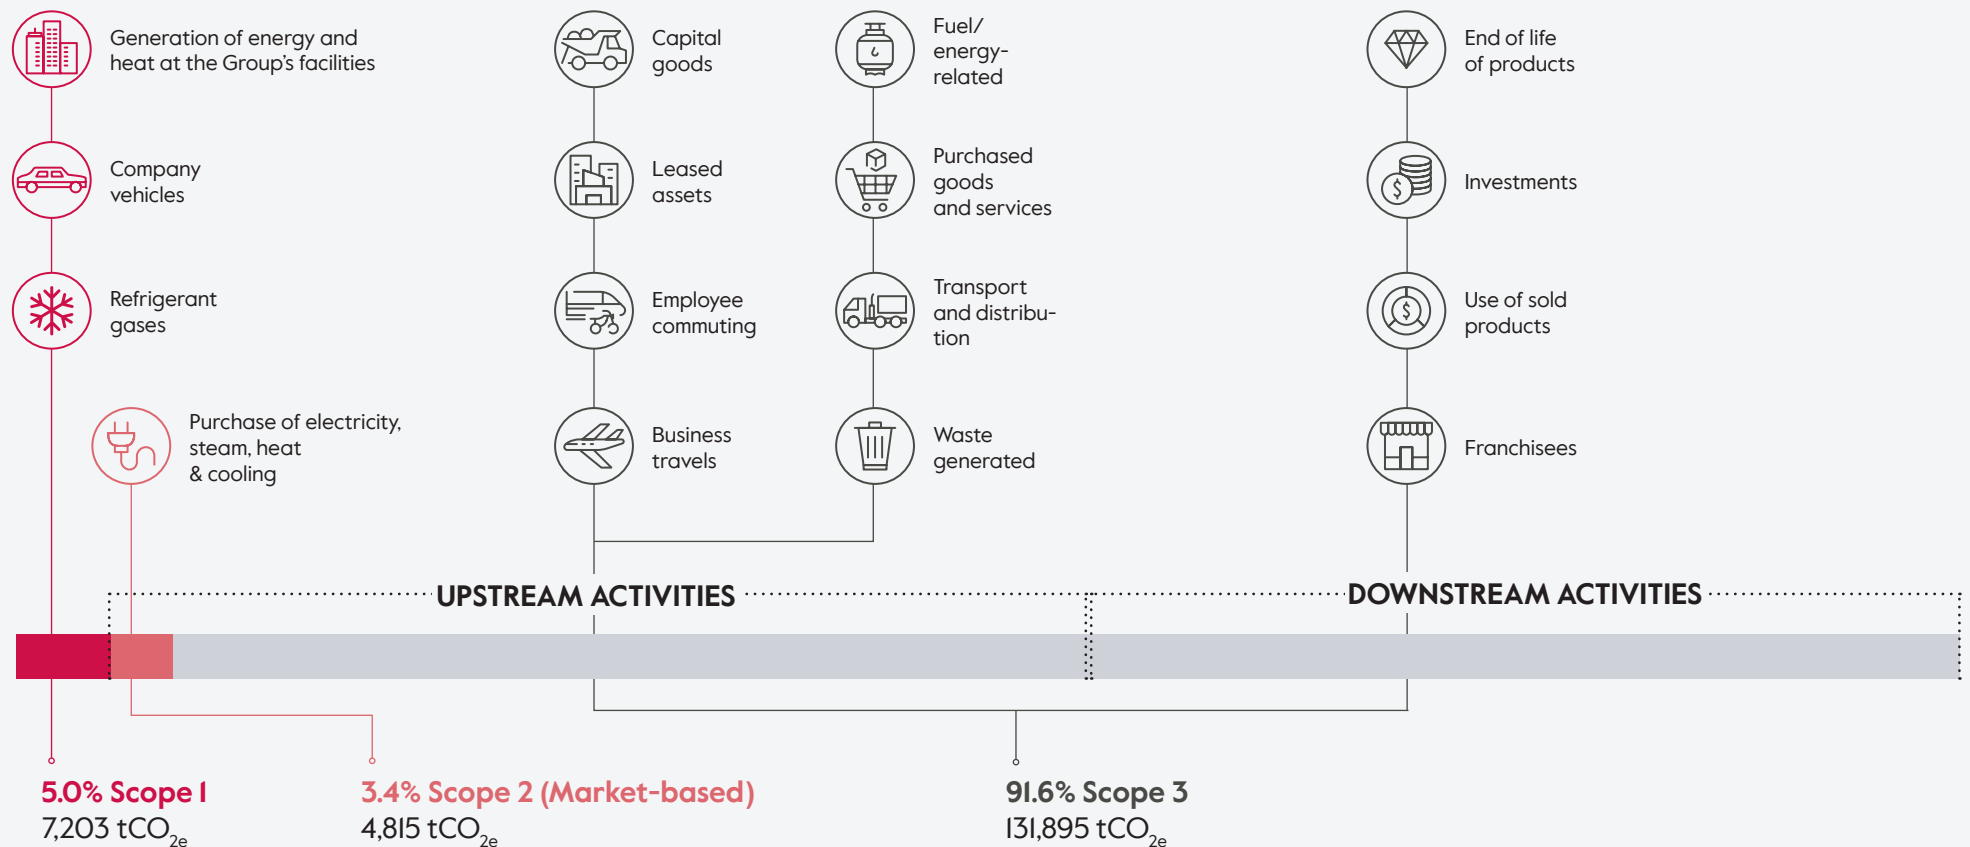 Generation of energy and
heat at the Group's facilities
Company
vehicles
Refrigerant
gases
Purchase of electricity,
steam, heat
& cooling
Capital
goods
Leased
assets
Employee
commuting
Business
travels
Fuel/
energy-
related
Purchased
goods
and services
Transport
and distribu-
tion
Waste
generated
End of life
of products
$
Investments
$
Use of sold
products
Franchisees
UPSTREAM ACTIVITIES
DOWNSTREAM ACTIVITIES
5.0% Scope 1
7,203 tCO2e
3.4% Scope 2 (Market-based)
4,815 tCO2e
91.6% Scope 3
131,895 tCO2e